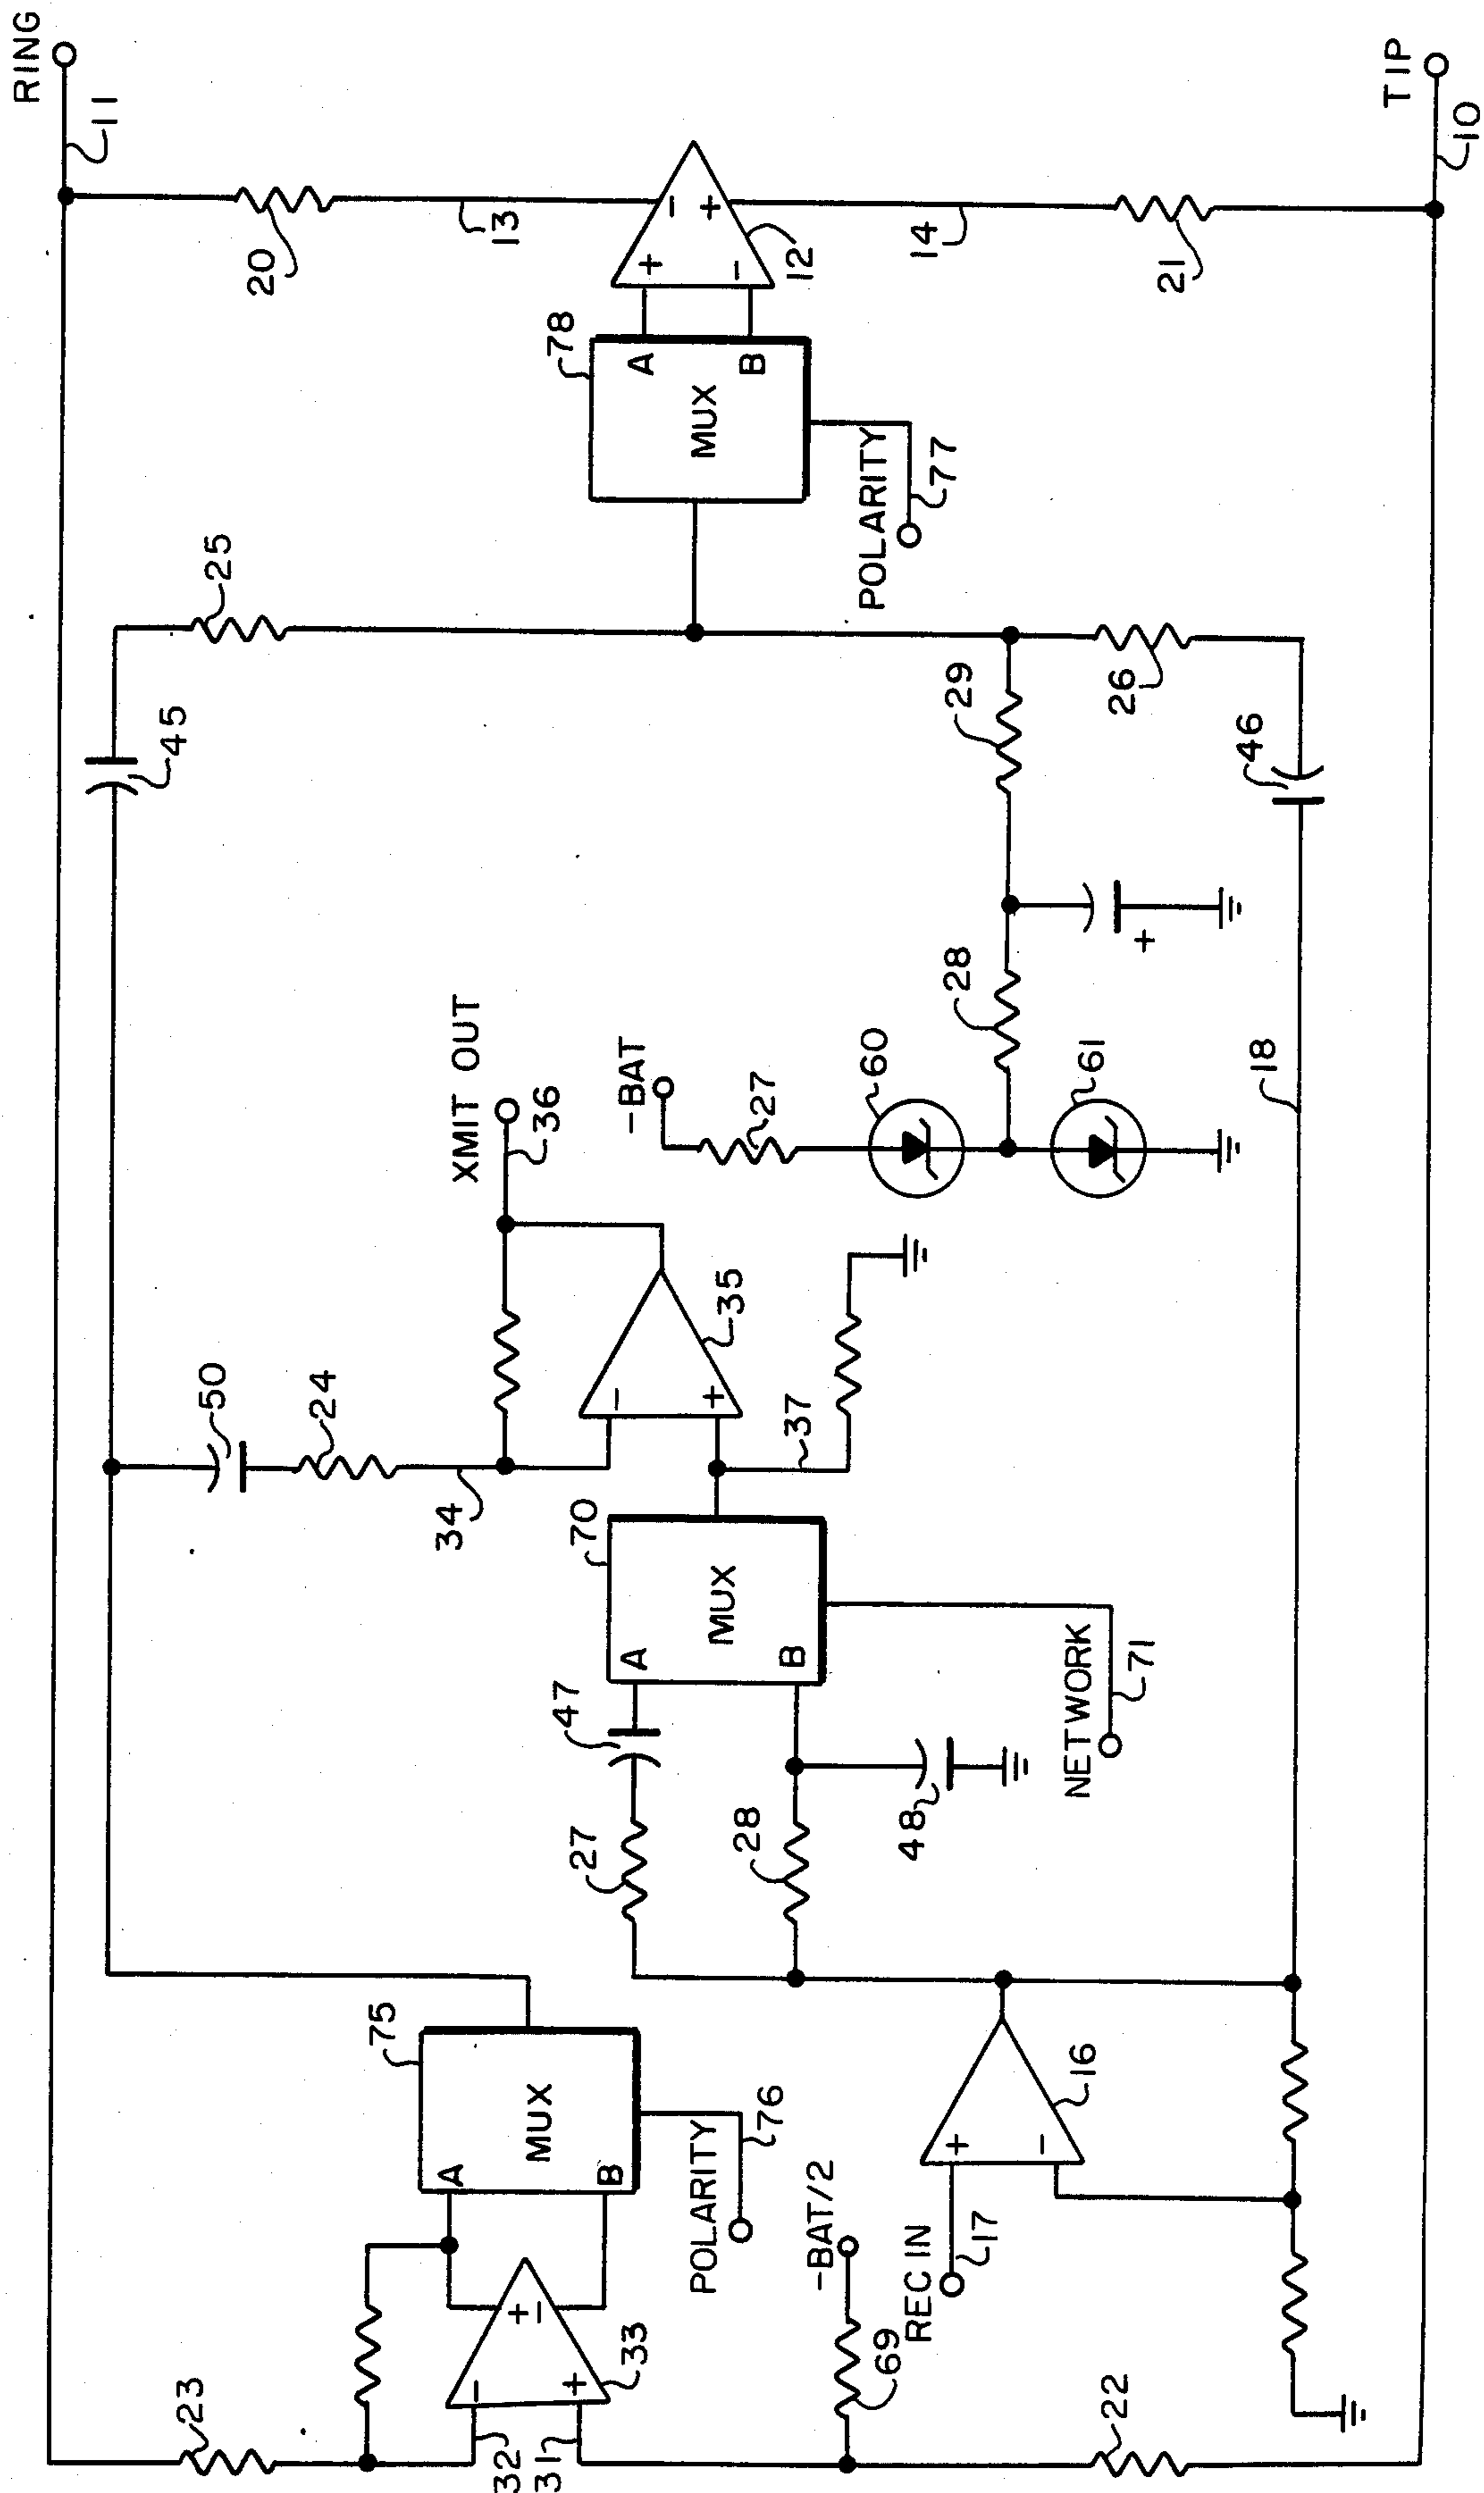 RING
11
20
13
12
14
21
TIP
10
78
A
MUX
B
- +
+ -
POLARITY
77
25
45
29
26
46
+
28
18
XMIT OUT
36
-BAT
27
60
61
50
24
34
35
- +
37
70
A
MUX
B
NETWORK
71
47
27
28
48
75
A
MUX
B
POLARITY
76
16
+ -
-BAT/2
REC IN
17
69
23
+ -
- +
33
32
31
22